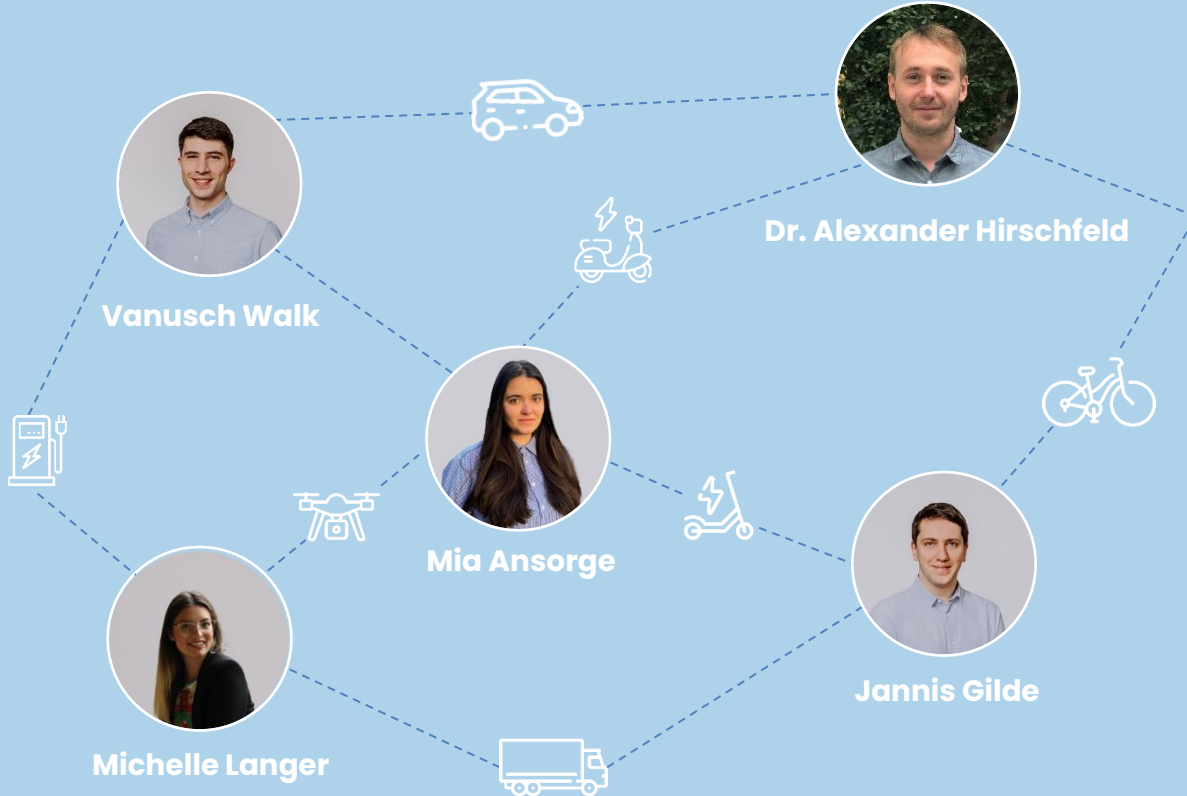 Dr. Alexander Hirschfeld
Vanusch Walk
Mia Ansorge
Jannis Gilde
Michelle Langer